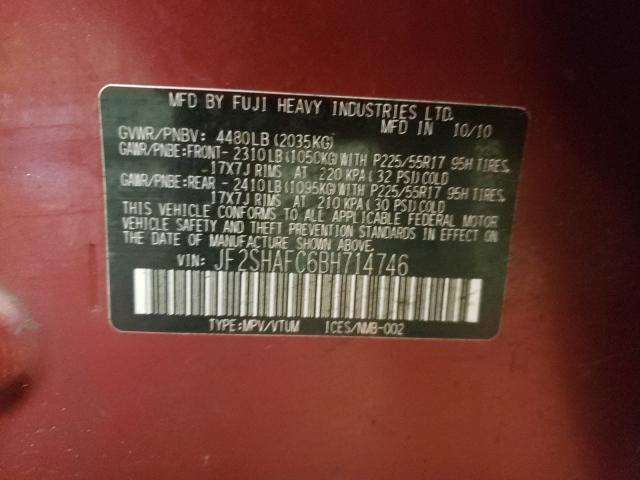 MFD BY FUJI HEAVY INDUSTRIES LTD.
GVWR/PNBV: 4480LB (2035KG) 10/10
GAWR/PNBE:FRONT- 2310LB(1050KG)WITH P225/55R17 95H TIRES.
17X7J RIMS AT 220 KPA ( 32 PSI)COLD
GAWR/PNBE:REAR - 2410LB(1095KG)WITH P225/55R17 95H TIRES.
17X7J RIMS AT 210 KPA ( 30 PSI)COLD
THIS VEHICLE CONFORMS TO ALL APPLICABLE FEDERAL MOTOR
VEHICLE SAFETY AND THEFT PREVENTION STANDARDS IN EFFECT ON
THE DATE OF MANUFACTURE SHOWN ABOVE.
VIN: JF2SHAFC6BH714746
TYPE:MPV/VTUM ICES/NMB-002